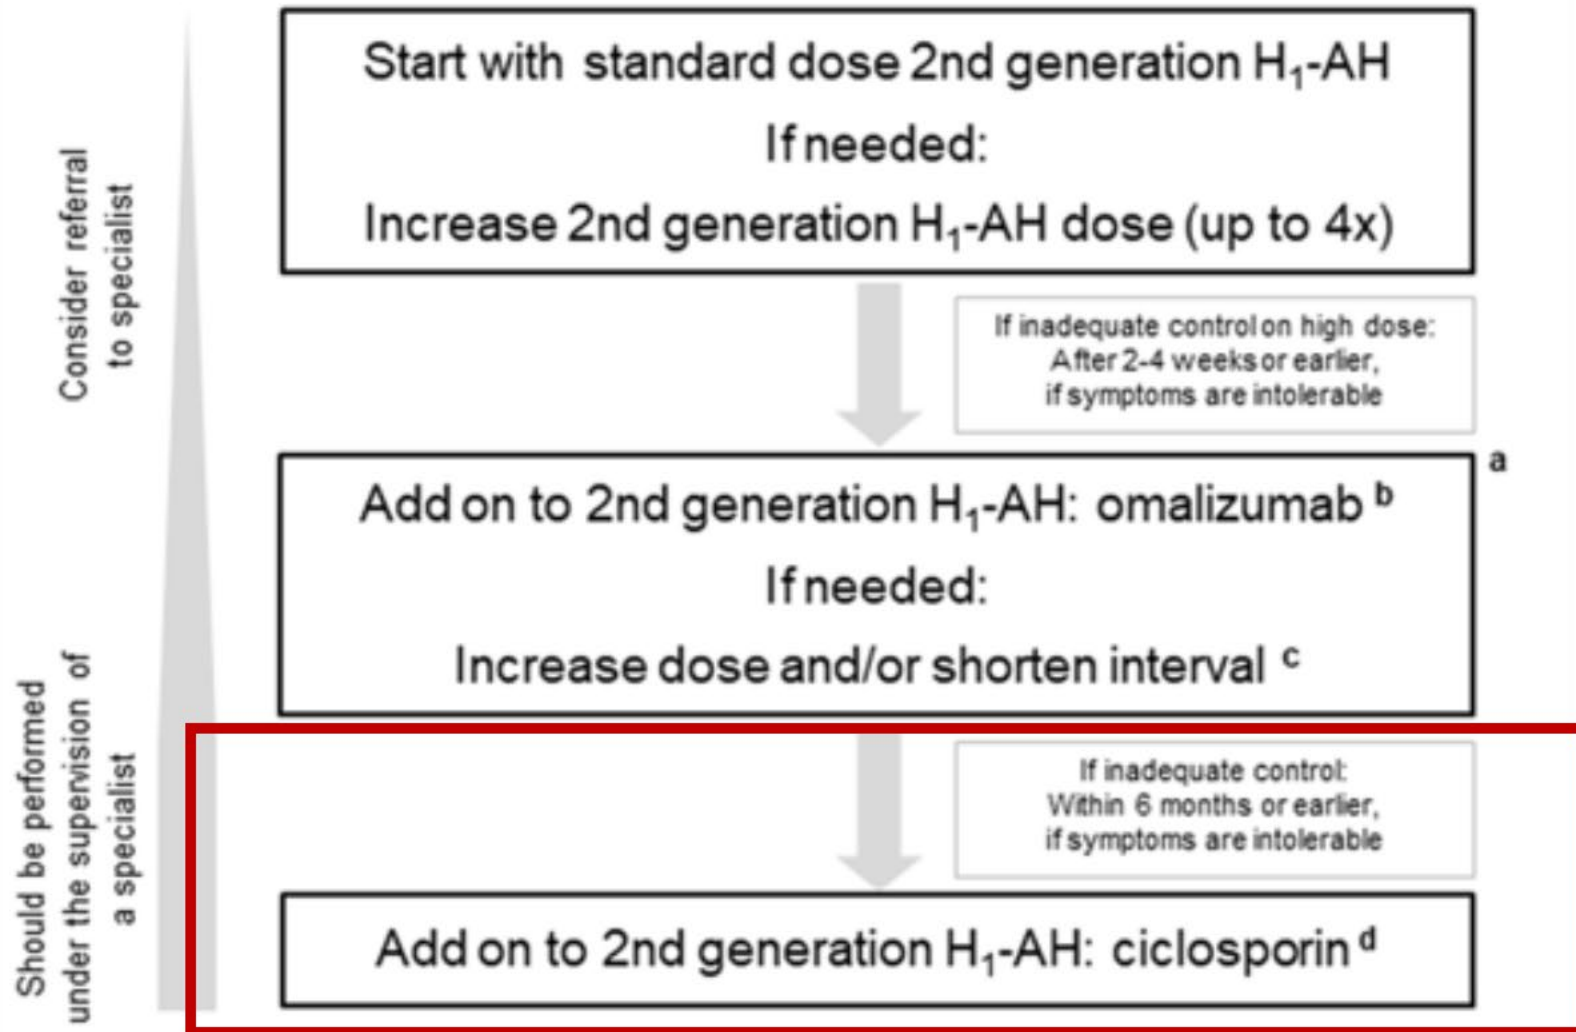 Consider referral
to specialist
Start with standard dose 2nd generation H₁-AH
If needed:
Increase 2nd generation H₁-AH dose (up to 4x)
If inadequate control on high dose:
After 2-4 weeks or earlier,
if symptoms are intolerable
a
Add on to 2nd generation H₁-AH: omalizumab b
If needed:
Increase dose and/or shorten interval c
Should be performed
under the supervision of
a specialist
If inadequate control:
Within 6 months or earlier,
if symptoms are intolerable
Add on to 2nd generation H₁-AH: ciclosporin d